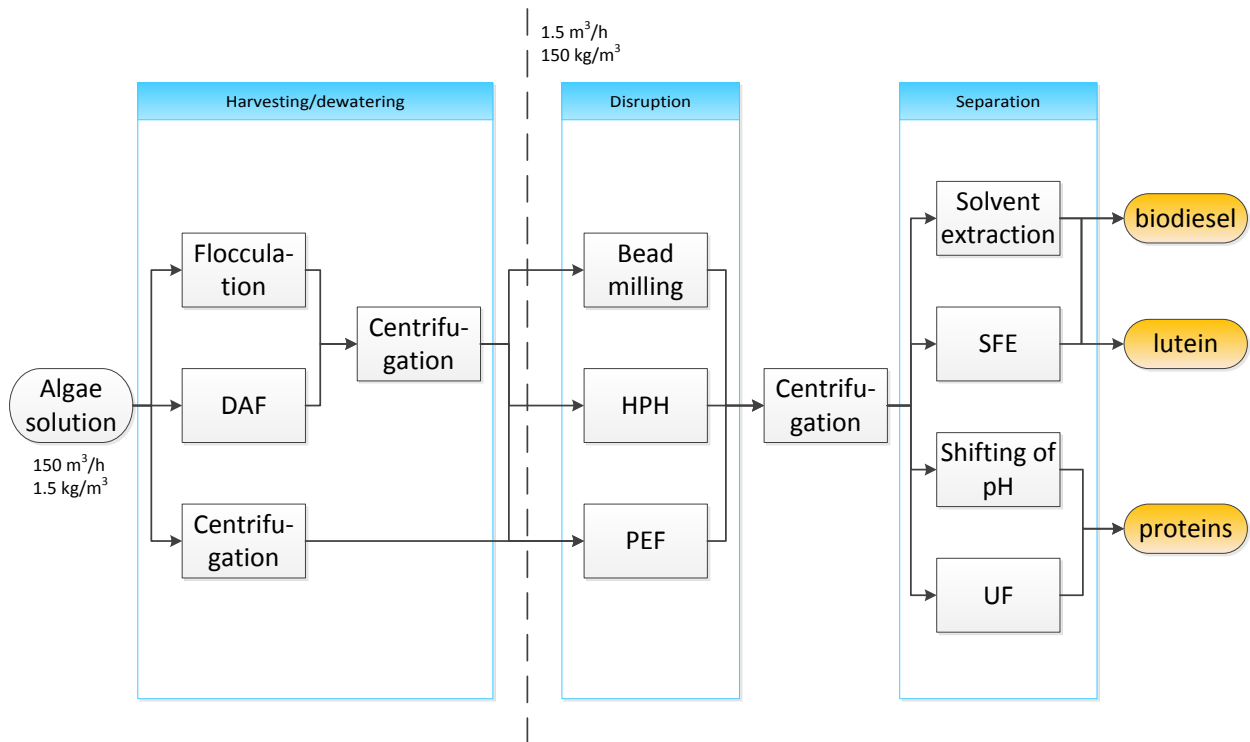 1.5 m³/h
150 kg/m³
Harvesting/dewatering
Disruption
Separation
Algae
solution
150 m³/h
1.5 kg/m³
Floccula-
tion
DAF
Centrifu-
gation
Centrifu-
gation
Bead
milling
HPH
PEF
Centrifu-
gation
Solvent
extraction
SFE
Shifting of
pH
UF
biodiesel
lutein
proteins